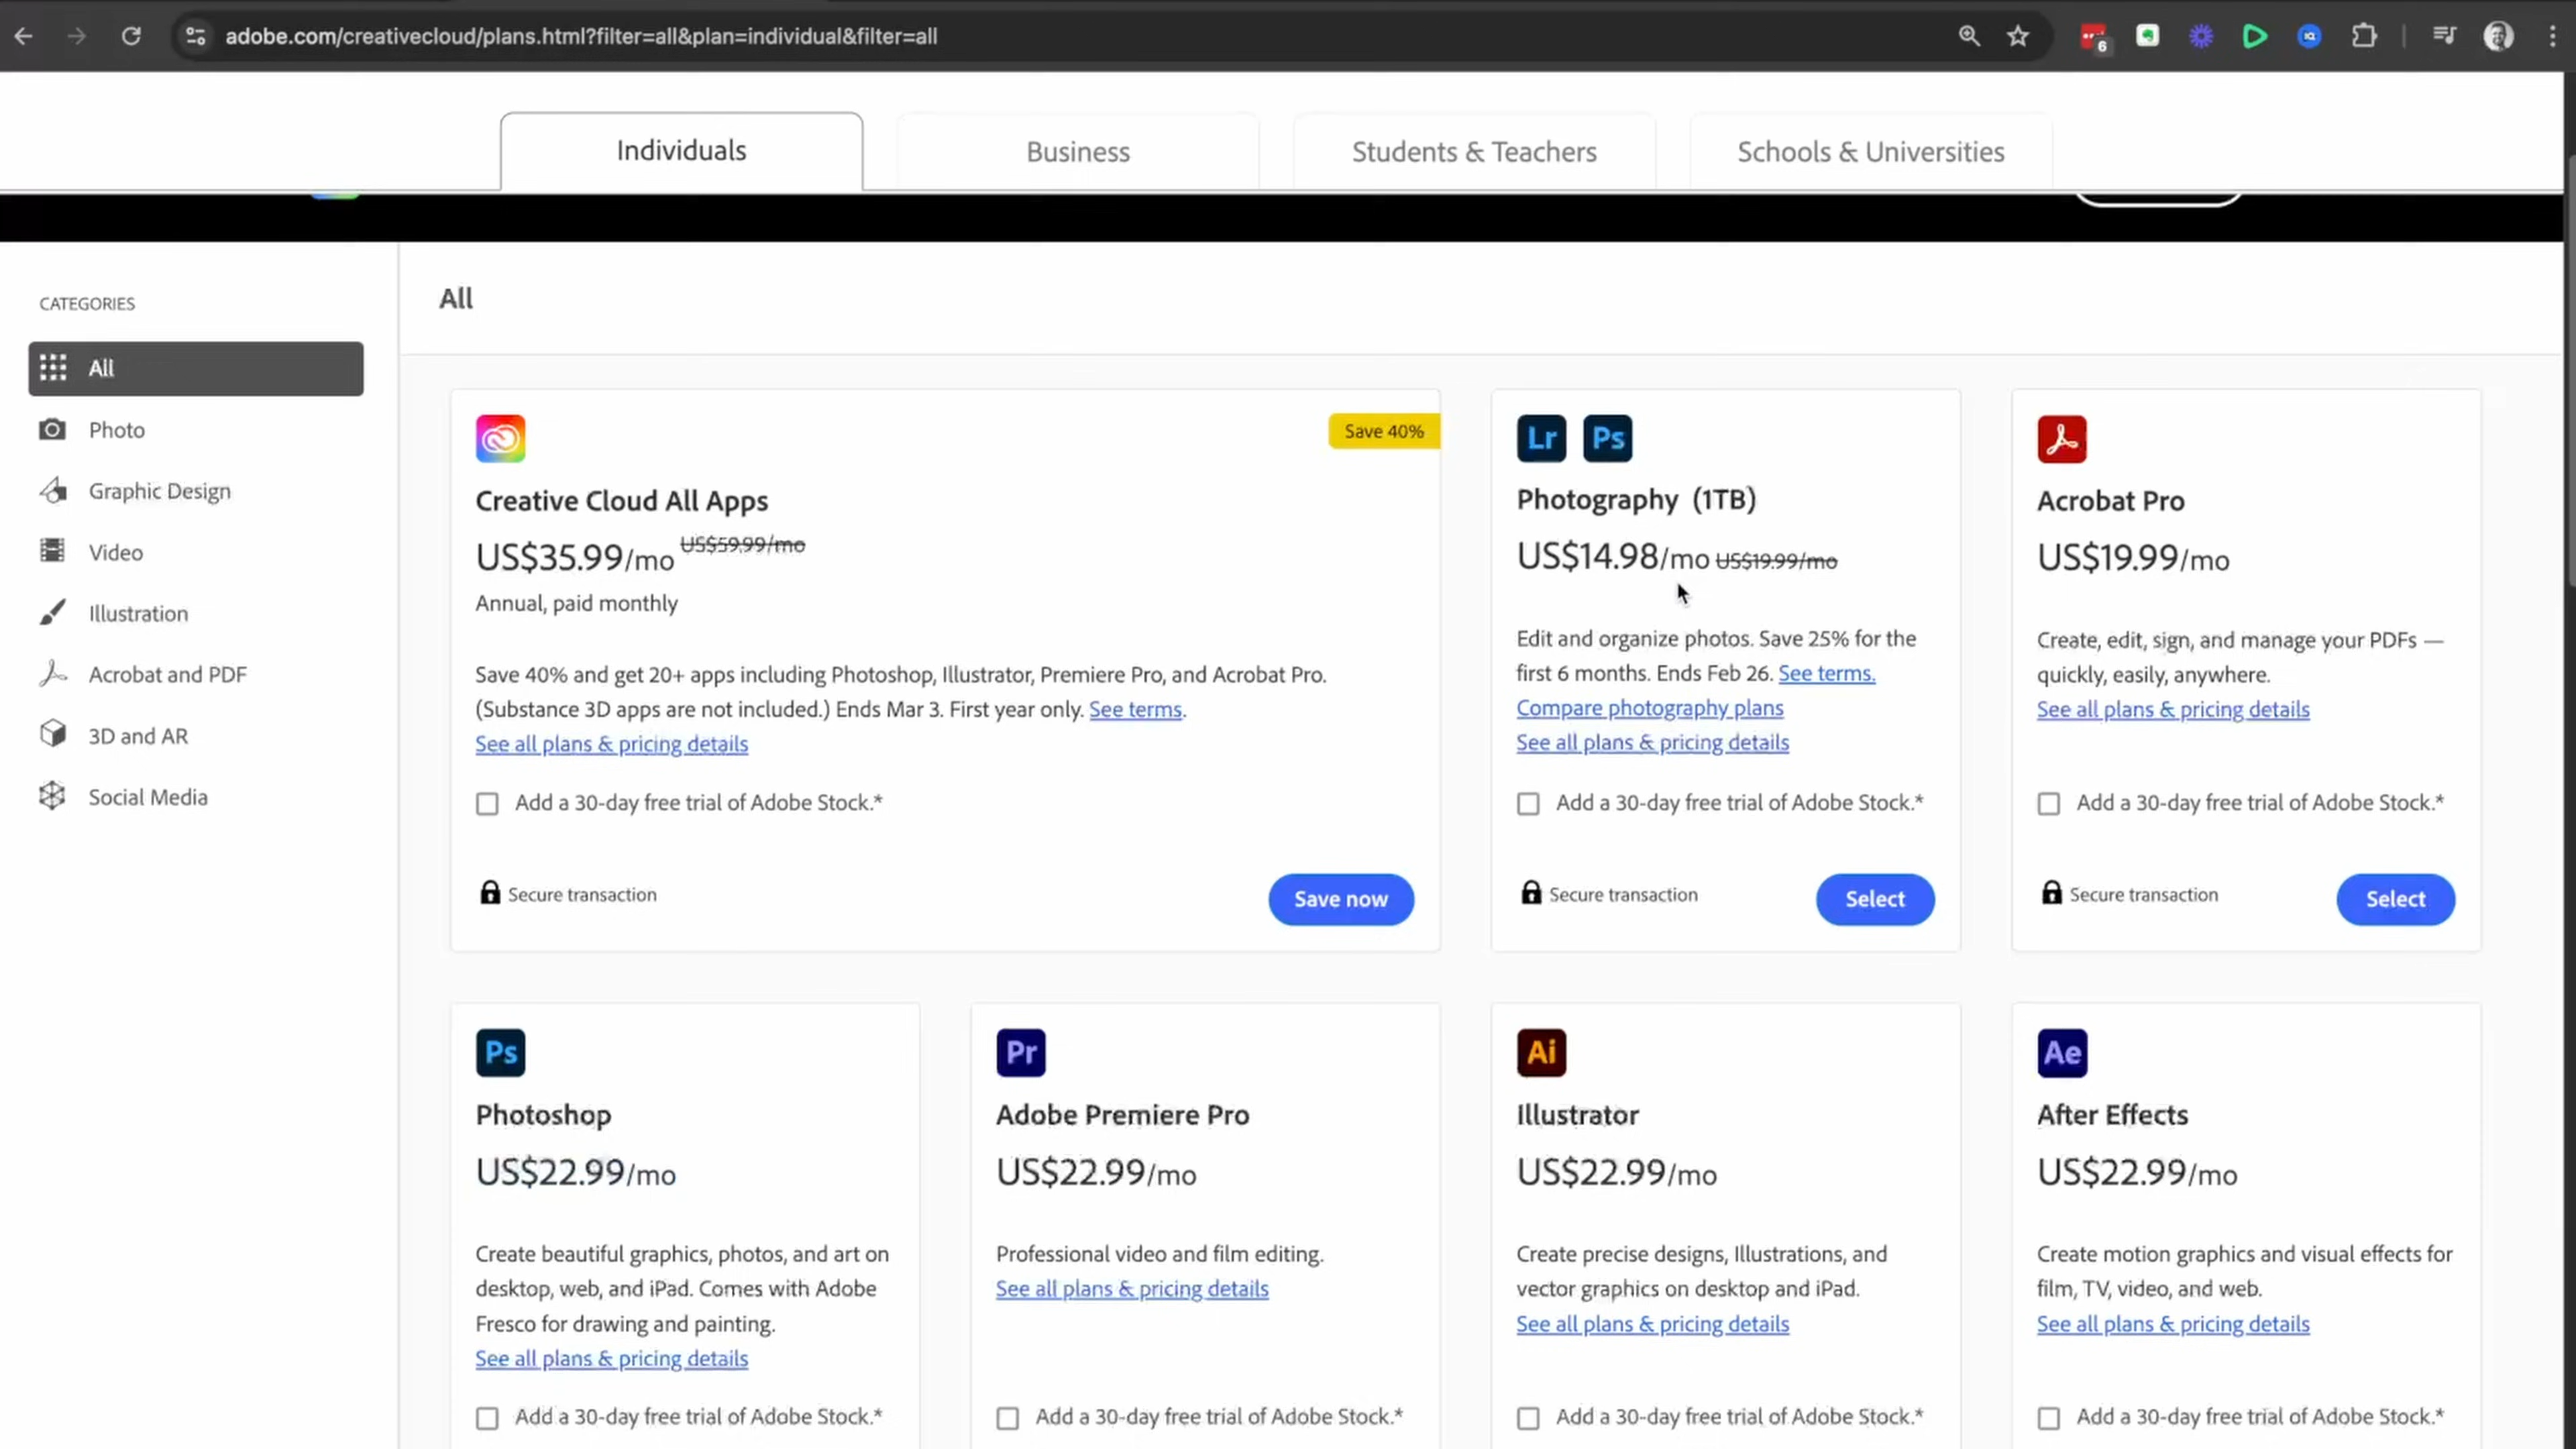 adobe.com/creativecloud/plans.html?filter=all&plan=individual&filter=all
6
Individuals
Business
Students & Teachers
Schools & Universities
CATEGORIES
All
Photo
Graphic Design
Video
Illustration
Acrobat and PDF
3D and AR
Social Media
All
Save 40%
Creative Cloud All Apps
US$35.99/mo US$59.99/mo
Annual, paid monthly
Save 40% and get 20+ apps including Photoshop, Illustrator, Premiere Pro, and Acrobat Pro.
(Substance 3D apps are not included.) Ends Mar 3. First year only. See terms.
See all plans & pricing details
Add a 30-day free trial of Adobe Stock.*
Secure transaction
Save now
Lr Ps
Photography (1TB)
US$14.98/mo US$19.99/mo
Edit and organize photos. Save 25% for the
first 6 months. Ends Feb 26. See terms.
Compare photography plans
See all plans & pricing details
Add a 30-day free trial of Adobe Stock.*
Secure transaction
Select
Acrobat Pro
US$19.99/mo
Create, edit, sign, and manage your PDFs —
quickly, easily, anywhere.
See all plans & pricing details
Add a 30-day free trial of Adobe Stock.*
Secure transaction
Select
Ps
Photoshop
US$22.99/mo
Create beautiful graphics, photos, and art on
desktop, web, and iPad. Comes with Adobe
Fresco for drawing and painting.
See all plans & pricing details
Add a 30-day free trial of Adobe Stock.*
Pr
Adobe Premiere Pro
US$22.99/mo
Professional video and film editing.
See all plans & pricing details
Add a 30-day free trial of Adobe Stock.*
Ai
Illustrator
US$22.99/mo
Create precise designs, Illustrations, and
vector graphics on desktop and iPad.
See all plans & pricing details
Add a 30-day free trial of Adobe Stock.*
Ae
After Effects
US$22.99/mo
Create motion graphics and visual effects for
film, TV, video, and web.
See all plans & pricing details
Add a 30-day free trial of Adobe Stock.*